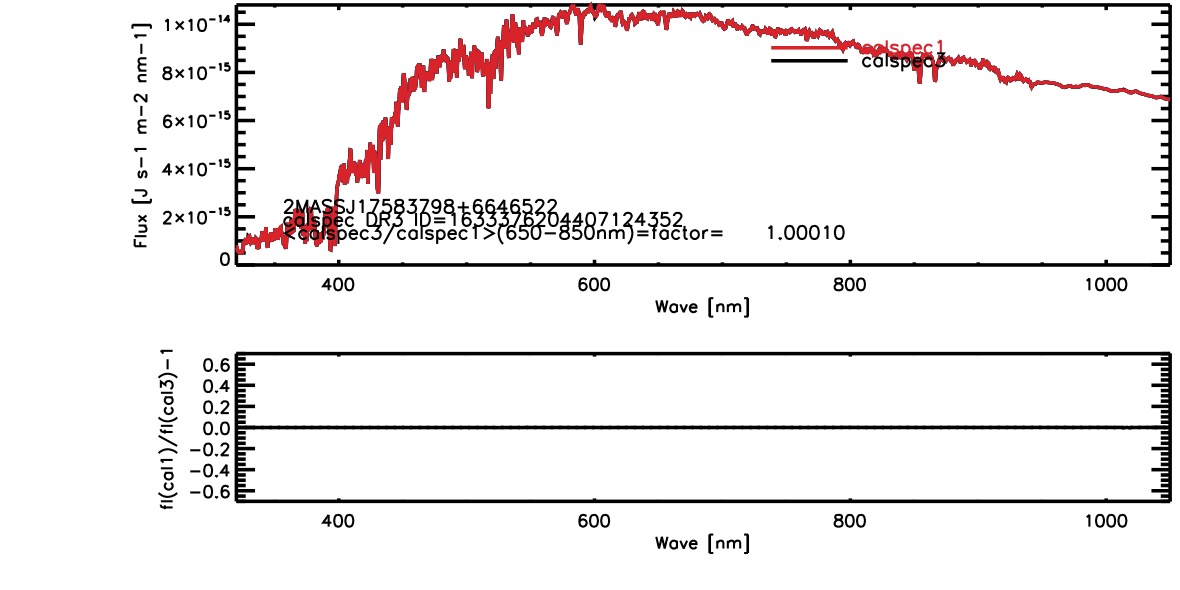 Flux [J s-1 m-2 nm-1]
1×10⁻¹⁴
8×10⁻¹⁵
6×10⁻¹⁵
4×10⁻¹⁵
2×10⁻¹⁵
0
calspec1
calspec3
2MASSJ17583798+6646522
calspec DR3 ID=1633376204407124352
<calspec3/calspec1>(650-850nm)=factor= 1.00010
400 600 800 1000
Wave [nm]
fl(cal1)/fl(cal3)-1
0.6
0.4
0.2
0.0
-0.2
-0.4
-0.6
400 600 800 1000
Wave [nm]